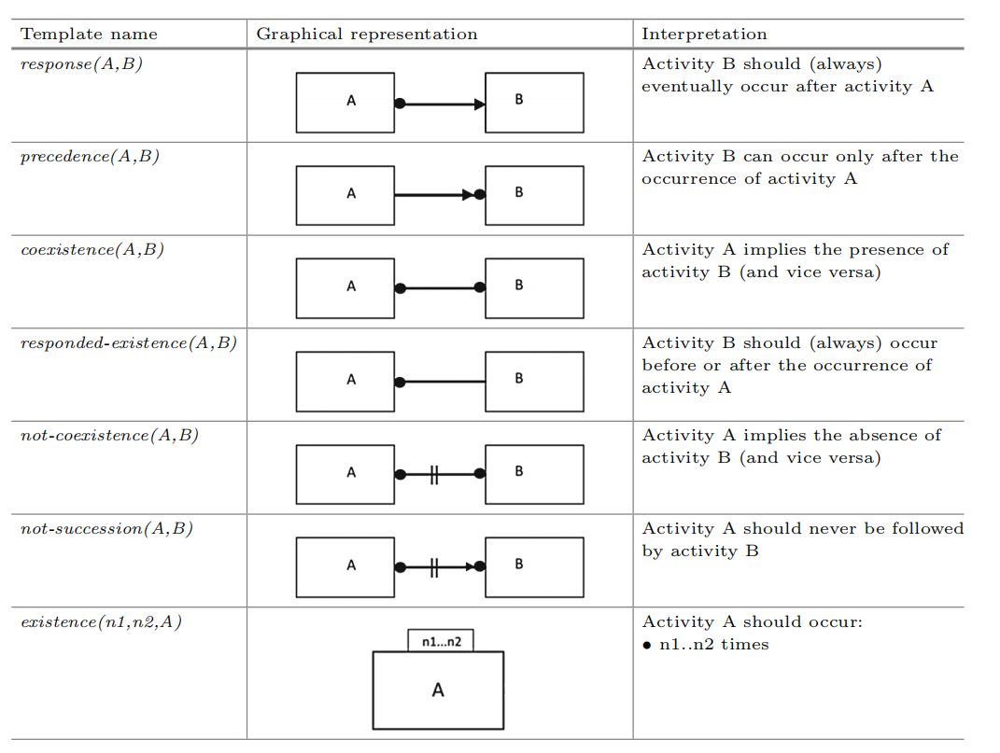 Template name
Graphical representation
Interpretation
response(A,B)
A
B
Activity B should (always)
eventually occur after activity A
precedence(A,B)
A
B
Activity B can occur only after the
occurrence of activity A
coexistence(A,B)
A
B
Activity A implies the presence of
activity B (and vice versa)
responded-existence(A,B)
A
B
Activity B should (always) occur
before or after the occurrence of
activity A
not-coexistence(A,B)
A
B
Activity A implies the absence of
activity B (and vice versa)
not-succession(A,B)
A
B
Activity A should never be followed
by activity B
existence(n1,n2,A)
n1...n2
A
Activity A should occur:
• n1..n2 times